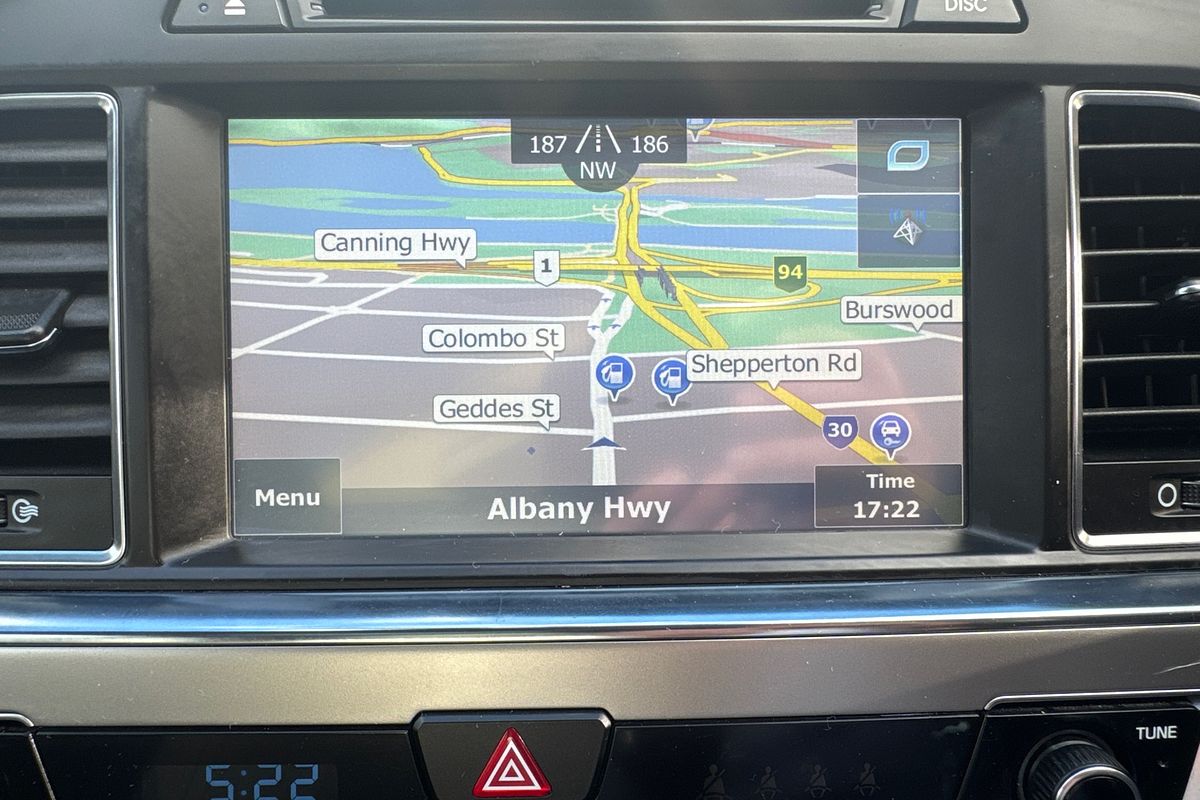 DISC
187
186
NW
Canning Hwy
1
94
Burswood
Colombo St
Shepperton Rd
Geddes St
30
Menu
Albany Hwy
Time
17:22
TUNE
5:22